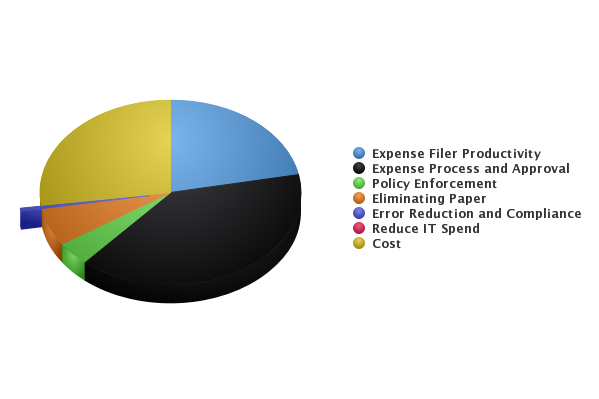 Expense Filer Productivity
Expense Process and Approval
Policy Enforcement
Eliminating Paper
Error Reduction and Compliance
Reduce IT Spend
Cost